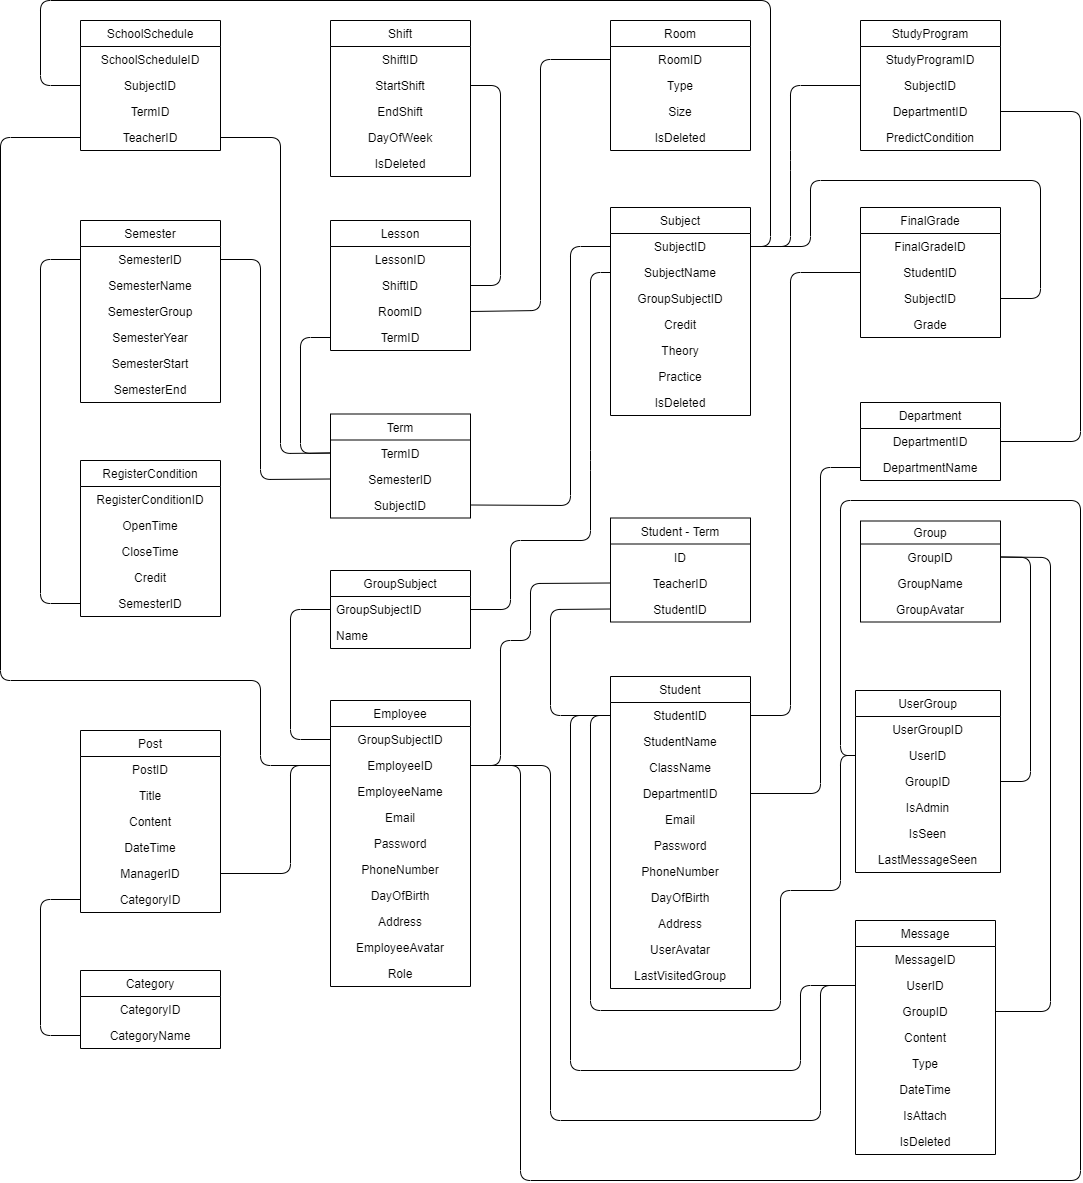 SchoolSchedule
SchoolScheduleID
SubjectID
TermID
TeacherID
Shift
ShiftID
StartShift
EndShift
DayOfWeek
IsDeleted
Room
RoomID
Type
Size
IsDeleted
StudyProgram
StudyProgramID
SubjectID
DepartmentID
PredictCondition
Semester
SemesterID
SemesterName
SemesterGroup
SemesterYear
SemesterStart
SemesterEnd
Lesson
LessonID
ShiftID
RoomID
TermID
Subject
SubjectID
SubjectName
GroupSubjectID
Credit
Theory
Practice
IsDeleted
FinalGrade
FinalGradeID
StudentID
SubjectID
Grade
Term
TermID
SemesterID
SubjectID
Department
DepartmentID
DepartmentName
RegisterCondition
RegisterConditionID
OpenTime
CloseTime
Credit
SemesterID
GroupSubject
GroupSubjectID
Name
Student - Term
ID
TeacherID
StudentID
Group
GroupID
GroupName
GroupAvatar
Post
PostID
Title
Content
DateTime
ManagerID
CategoryID
Employee
GroupSubjectID
EmployeeID
EmployeeName
Email
Password
PhoneNumber
DayOfBirth
Address
EmployeeAvatar
Role
Student
StudentID
StudentName
ClassName
DepartmentID
Email
Password
PhoneNumber
DayOfBirth
Address
UserAvatar
LastVisitedGroup
UserGroup
UserGroupID
UserID
GroupID
IsAdmin
IsSeen
LastMessageSeen
Category
CategoryID
CategoryName
Message
MessageID
UserID
GroupID
Content
Type
DateTime
IsAttach
IsDeleted